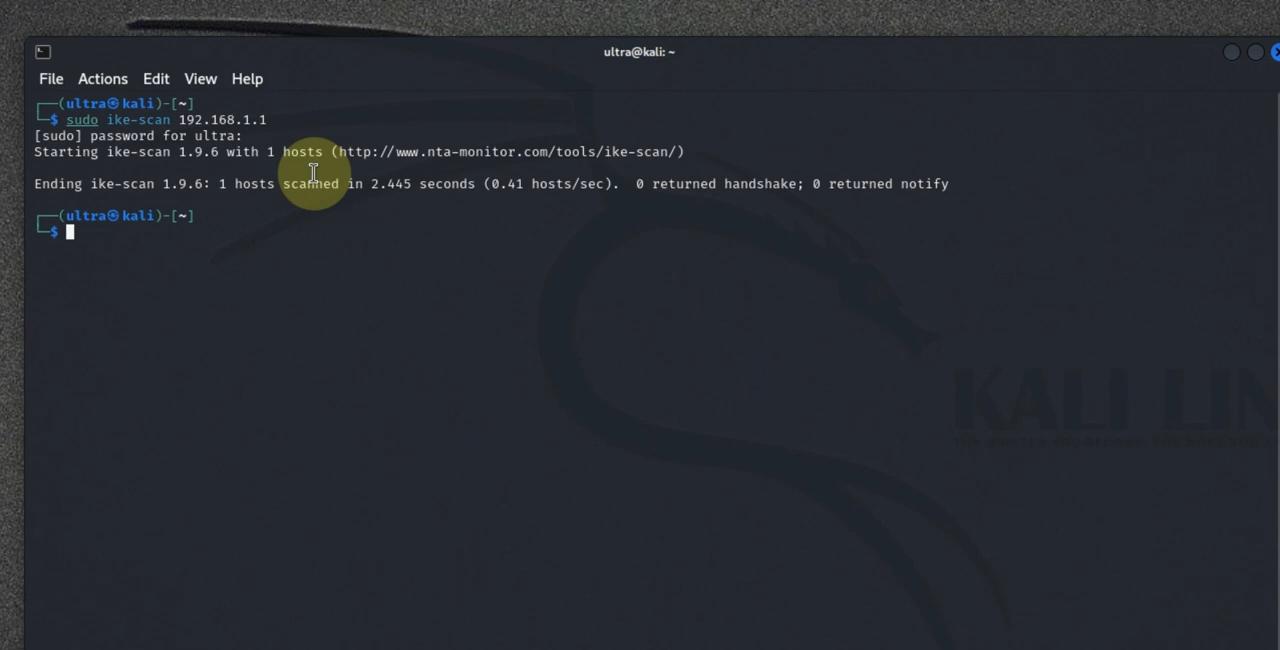 ultra@kali: ~
File Actions Edit View Help
┌──(ultra㉿kali)-[~]
└─$ sudo ike-scan 192.168.1.1
[sudo] password for ultra:
Starting ike-scan 1.9.6 with 1 hosts (http://www.nta-monitor.com/tools/ike-scan/)
Ending ike-scan 1.9.6: 1 hosts scanned in 2.445 seconds (0.41 hosts/sec).  0 returned handshake; 0 returned notify
┌──(ultra㉿kali)-[~]
└─$
KALI LIN